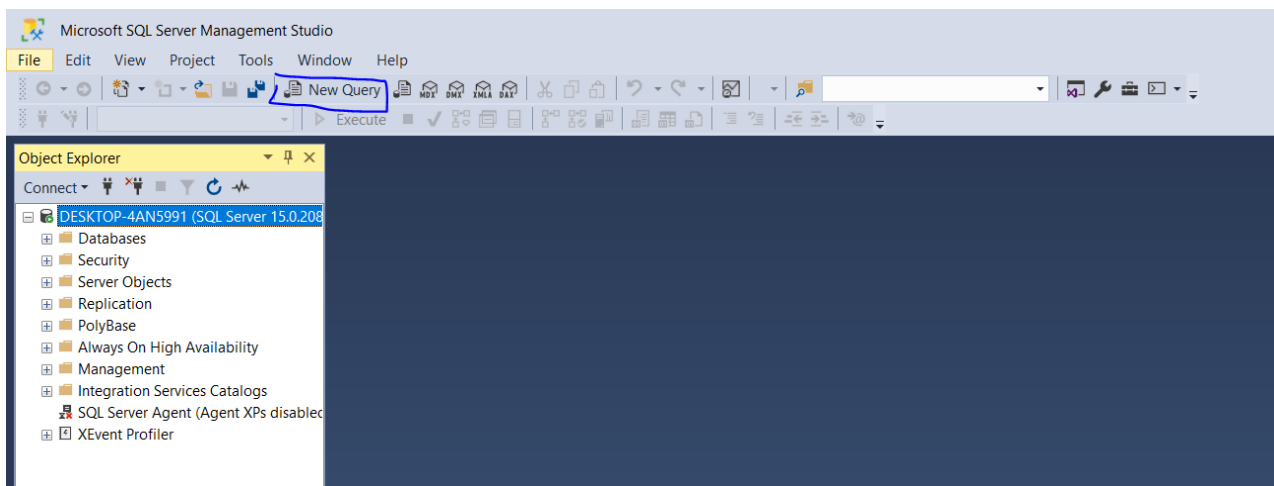 Microsoft SQL Server Management Studio
File Edit View Project Tools Window Help
New Query MDX DMX XMLA DAX
Execute
Object Explorer
Connect
DESKTOP-4AN5991 (SQL Server 15.0.208
Databases
Security
Server Objects
Replication
PolyBase
Always On High Availability
Management
Integration Services Catalogs
SQL Server Agent (Agent XPs disabled
XEvent Profiler